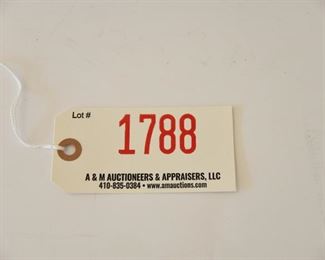 Lot #
1788
A & M AUCTIONEERS & APPRAISERS, LLC
410-835-0384 • www.amauctions.com